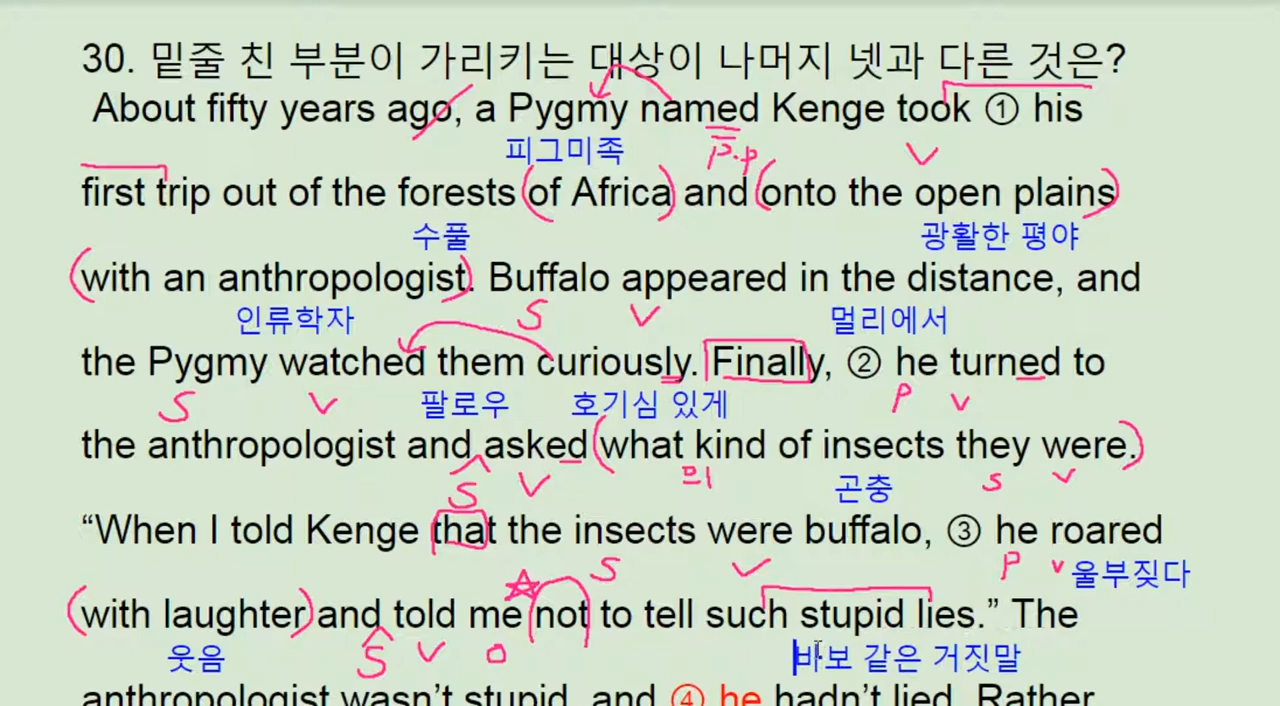 30. 밑줄 친 부분이 가리키는 대상이 나머지 넷과 다른 것은?
About fifty years ago, a Pygmy named Kenge took ① his
피그미족 p.p V
first trip out of the forests (of Africa) and (onto the open plains)
수풀 광활한 평야
(with an anthropologist). Buffalo appeared in the distance, and
인류학자 S V 멀리에서
the Pygmy watched them curiously. Finally, ② he turned to
S V 팔로우 호기심 있게 P V
the anthropologist and asked (what kind of insects they were.)
S V 의 곤충 S V
“When I told Kenge that the insects were buffalo, ③ he roared
S V P V 울부짖다
(with laughter) and told me not to tell such stupid lies.” The
웃음 S V O 바보 같은 거짓말
anthropologist wasn’t stupid, and ④ he hadn’t lied. Rather